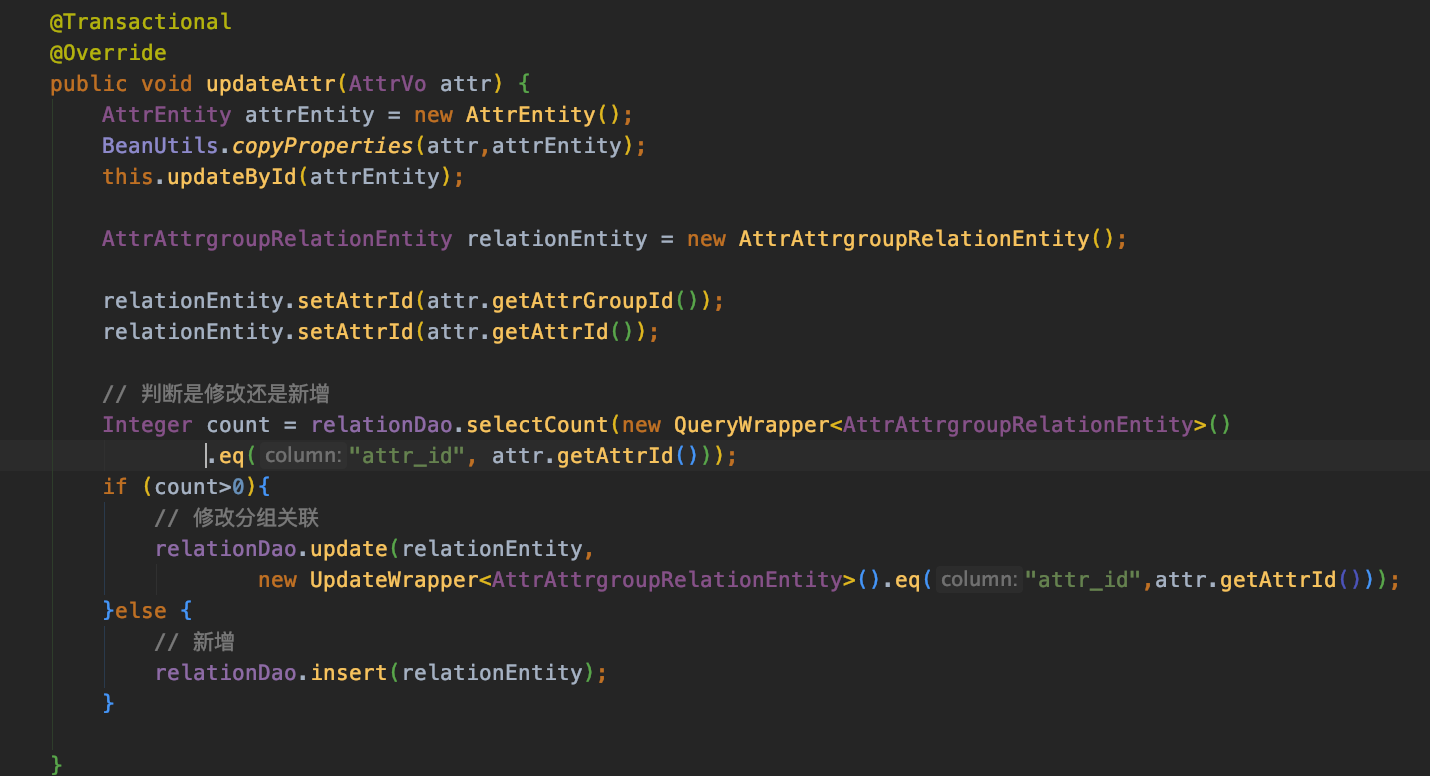 @Transactional
@Override
public void updateAttr(AttrVo attr) {
AttrEntity attrEntity = new AttrEntity();
BeanUtils.copyProperties(attr,attrEntity);
this.updateById(attrEntity);
AttrAttrgroupRelationEntity relationEntity = new AttrAttrgroupRelationEntity();
relationEntity.setAttrId(attr.getAttrGroupId());
relationEntity.setAttrId(attr.getAttrId());
// 判断是修改还是新增
Integer count = relationDao.selectCount(new QueryWrapper<AttrAttrgroupRelationEntity>()
.eq( column: "attr_id", attr.getAttrId()));
if (count>0){
// 修改分组关联
relationDao.update(relationEntity,
new UpdateWrapper<AttrAttrgroupRelationEntity>().eq( column: "attr_id",attr.getAttrId()));
}else {
// 新增
relationDao.insert(relationEntity);
}
}